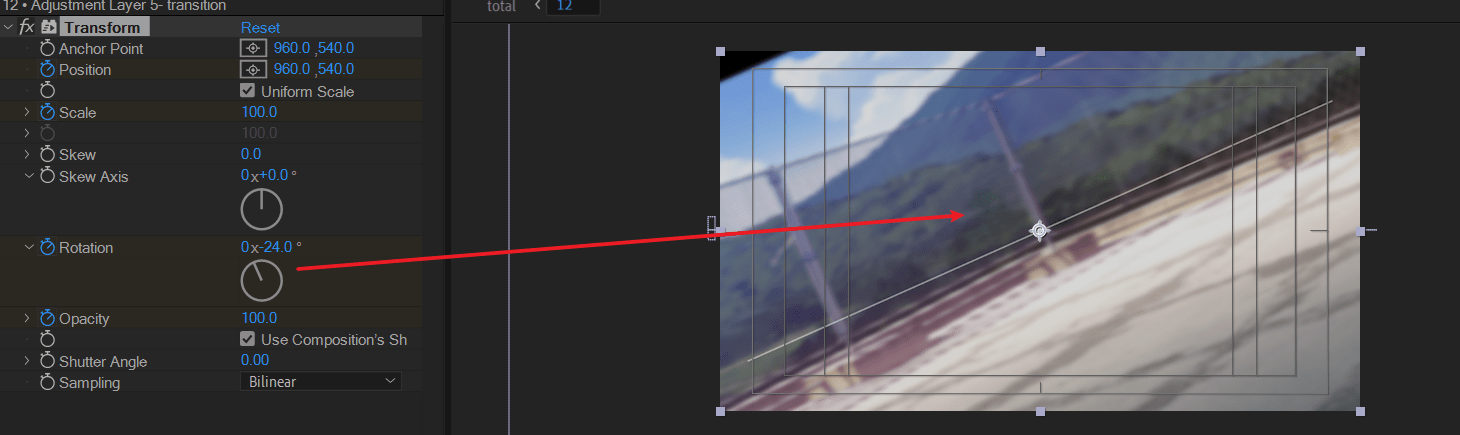 12 • Adjustment Layer 5- transition
total 12
fx Transform Reset
Anchor Point 960.0 ,540.0
Position 960.0 ,540.0
Uniform Scale
Scale 100.0
100.0
Skew 0.0
Skew Axis 0x+0.0 °
Rotation 0x-24.0 °
Opacity 100.0
Use Composition's Sh
Shutter Angle 0.00
Sampling Bilinear